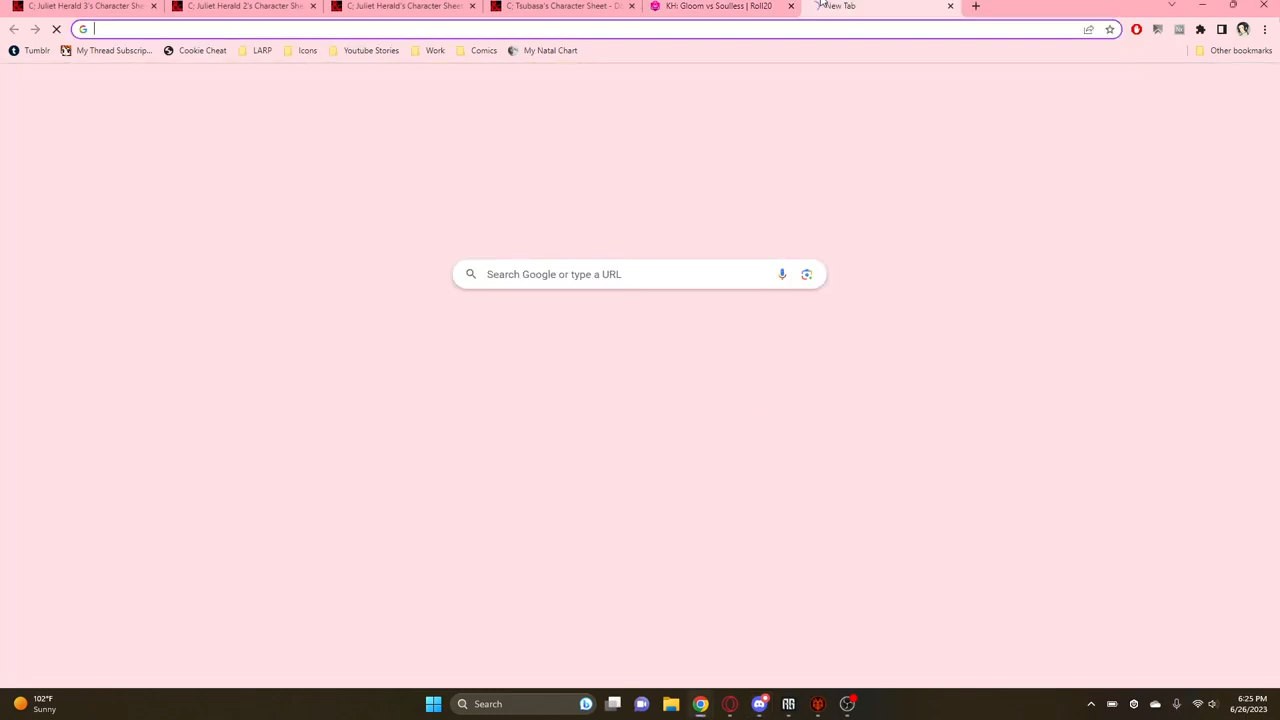 C; Juliet Herald 3's Character She
C; Juliet Herald 2's Character She
C; Juliet Herald's Character Sheet
C; Tsubasa's Character Sheet - D
KH: Gloom vs Soulless | Roll20
New Tab
Tumblr
My Thread Subscrip...
Cookie Cheat
LARP
Icons
Youtube Stories
Work
Comics
My Natal Chart
Other bookmarks
Search Google or type a URL
102°F
Sunny
Search
6:25 PM
6/26/2023